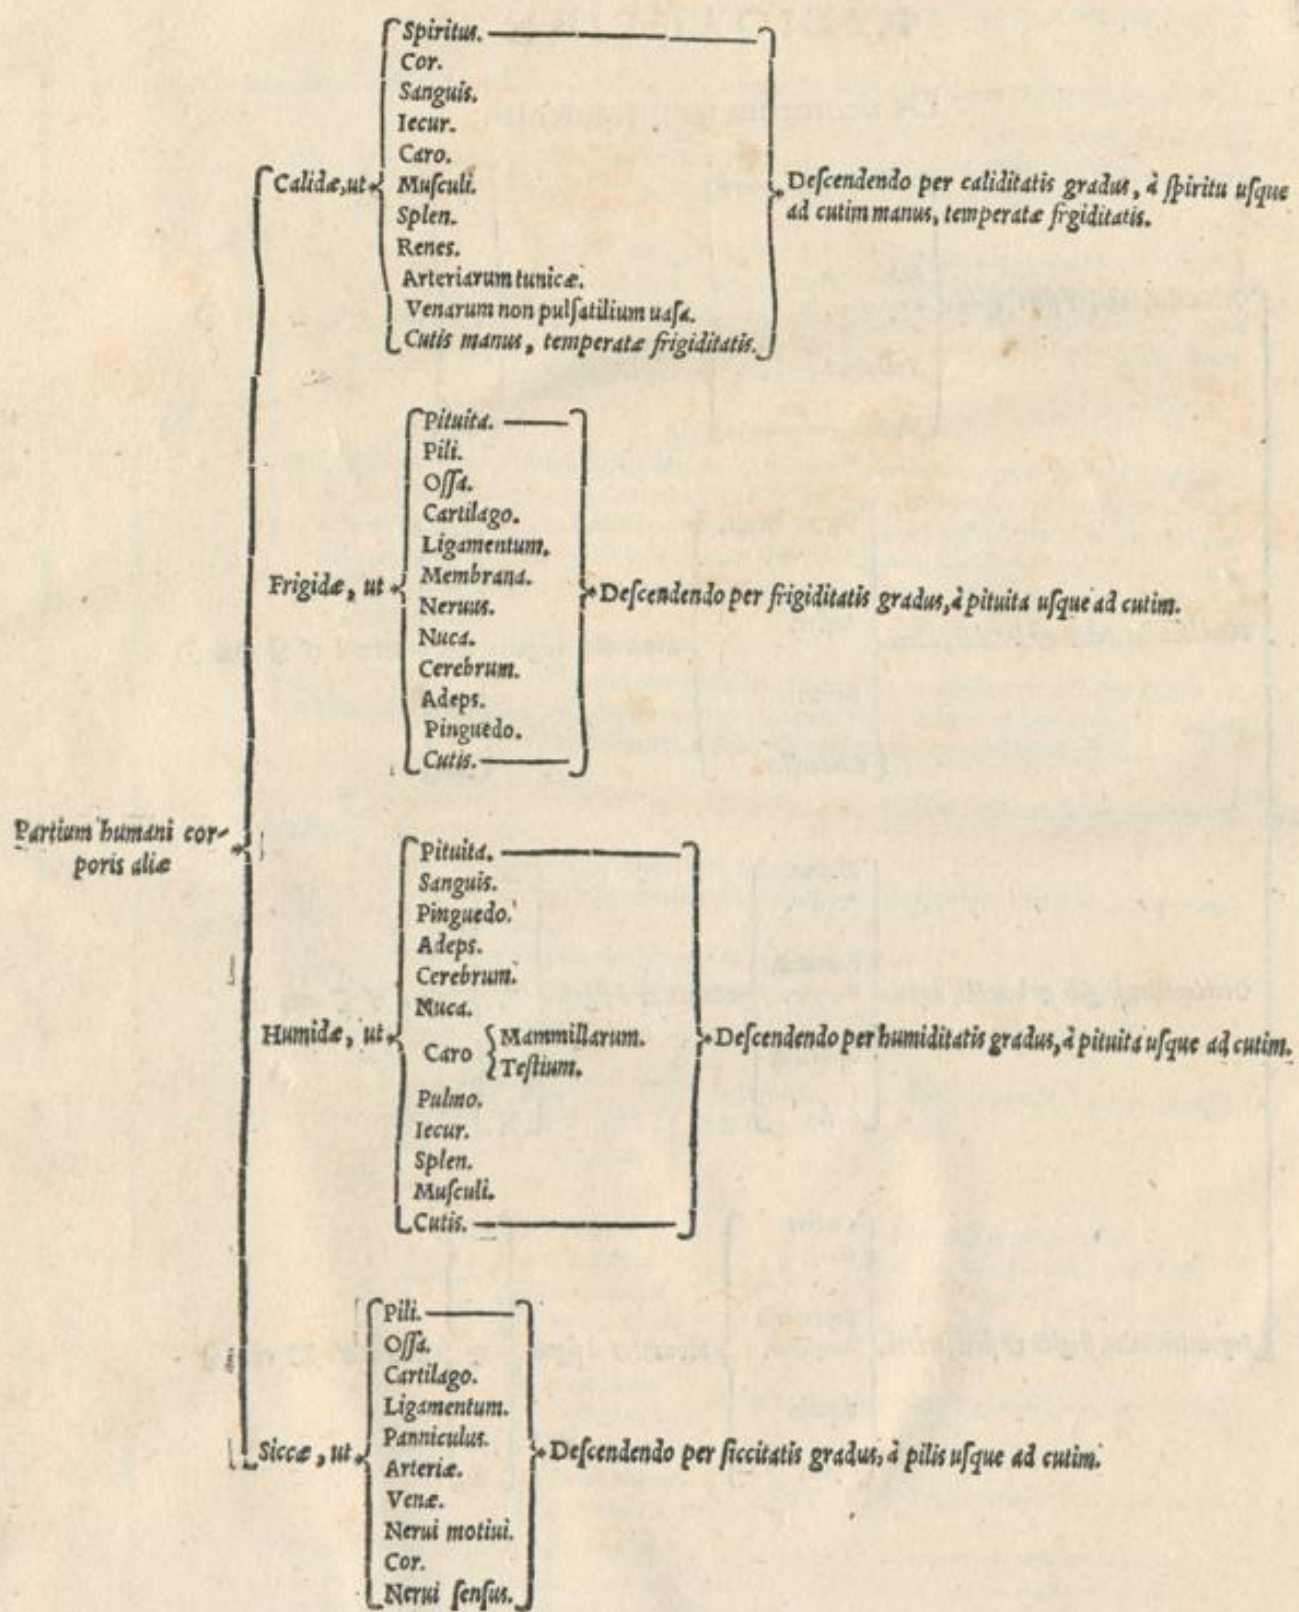 Spiritus.
Cor.
Sanguis.
Iecur.
Caro.
Calidæ, ut
Muſculi.
Deſcendendo per caliditatis gradus, à ſpiritu uſque
ad cutim manus, temperatæ frgiditatis.
Splen.
Renes.
Arteriarum tunicæ.
Venarum non pulſatilium uaſa.
Cutis manus, temperatæ frigiditatis.
Pituita.
Pili.
Oſſa.
Cartilago.
Ligamentum.
Membrana.
Frigidæ, ut
Neruus.
Deſcendendo per frigiditatis gradus, à pituita uſque ad cutim.
Nuca.
Cerebrum.
Adeps.
Pinguedo.
Cutis.
Partium humani cor-
poris aliæ
Pituita.
Sanguis.
Pinguedo.
Adeps.
Cerebrum.
Nuca.
Humidæ, ut
Caro
Mammillarum.
Teſtium.
Deſcendendo per humiditatis gradus, à pituita uſque ad cutim.
Pulmo.
Iecur.
Splen.
Muſculi.
Cutis.
Pili.
Oſſa.
Cartilago.
Ligamentum.
Panniculus.
Siccæ, ut
Arteriæ.
Deſcendendo per ſiccitatis gradus, à pilis uſque ad cutim.
Venæ.
Nerui motiui.
Cor.
Nerui ſenſus.